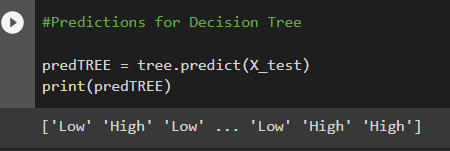 #Predictions for Decision Tree
predTREE = tree.predict(X_test)
print(predTREE)
['Low' 'High' 'Low' ... 'Low' 'High' 'High']